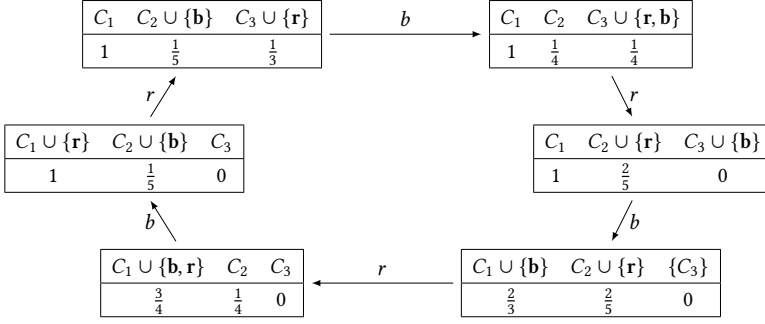 C₁ C₂ ∪ {b} C₃ ∪ {r}
1 1/5 1/3
b
C₁ C₂ C₃ ∪ {r, b}
1 1/4 1/4
r
r
C₁ ∪ {r} C₂ ∪ {b} C₃
1 1/5 0
C₁ C₂ ∪ {r} C₃ ∪ {b}
1 2/5 0
b
b
C₁ ∪ {b, r} C₂ C₃
3/4 1/4 0
r
C₁ ∪ {b} C₂ ∪ {r} {C₃}
2/3 2/5 0